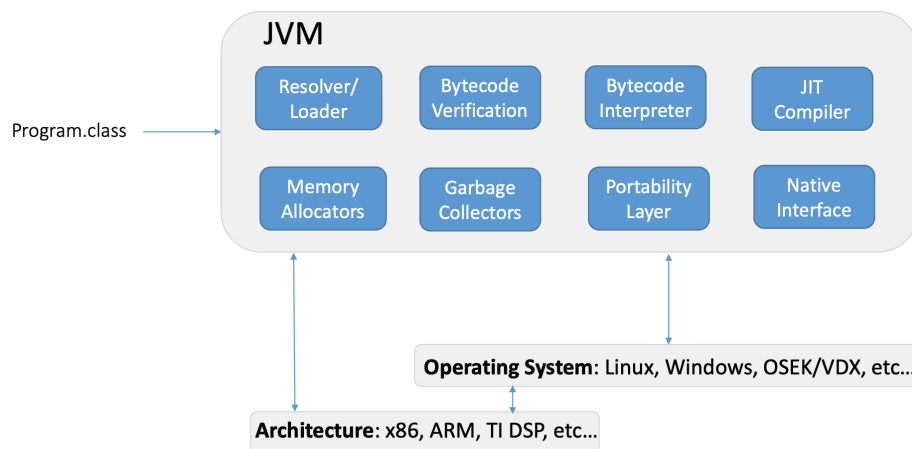 JVM
Resolver/
Loader
Bytecode
Verification
Bytecode
Interpreter
JIT
Compiler
Program.class
Memory
Allocators
Garbage
Collectors
Portability
Layer
Native
Interface
Operating System: Linux, Windows, OSEK/VDX, etc...
Architecture: x86, ARM, TI DSP, etc...